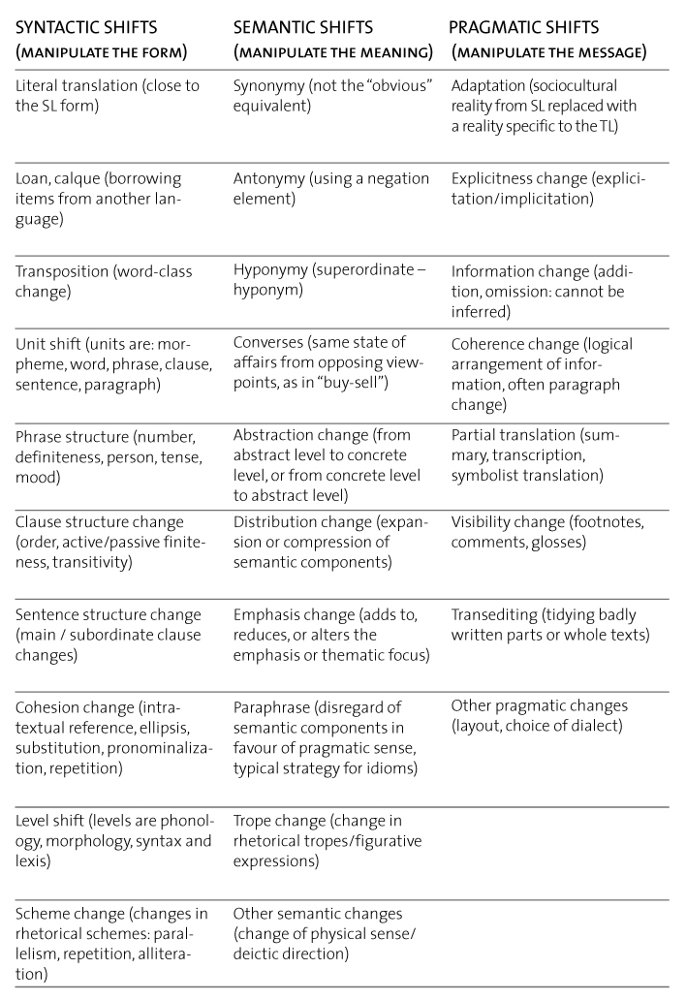 SYNTACTIC SHIFTS
(MANIPULATE THE FORM)
SEMANTIC SHIFTS
(MANIPULATE THE MEANING)
PRAGMATIC SHIFTS
(MANIPULATE THE MESSAGE)
Literal translation (close to
the SL form)
Synonymy (not the “obvious”
equivalent)
Adaptation (sociocultural
reality from SL replaced with
a reality specific to the TL)
Loan, calque (borrowing
items from another lan-
guage)
Antonymy (using a negation
element)
Explicitness change (explici-
tation/implicitation)
Transposition (word-class
change)
Hyponymy (superordinate –
hyponym)
Information change (addi-
tion, omission: cannot be
inferred)
Unit shift (units are: mor-
pheme, word, phrase, clause,
sentence, paragraph)
Converses (same state of
affairs from opposing view-
points, as in “buy-sell”)
Coherence change (logical
arrangement of infor-
mation, often paragraph
change)
Phrase structure (number,
definiteness, person, tense,
mood)
Abstraction change (from
abstract level to concrete
level, or from concrete level
to abstract level)
Partial translation (sum-
mary, transcription,
symbolist translation)
Clause structure change
(order, active/passive finite-
ness, transitivity)
Distribution change (expan-
sion or compression of
semantic components)
Visibility change (footnotes,
comments, glosses)
Sentence structure change
(main / subordinate clause
changes)
Emphasis change (adds to,
reduces, or alters the
emphasis or thematic focus)
Transediting (tidying badly
written parts or whole texts)
Cohesion change (intra-
textual reference, ellipsis,
substitution, pronominaliza-
tion, repetition)
Paraphrase (disregard of
semantic components in
favour of pragmatic sense,
typical strategy for idioms)
Other pragmatic changes
(layout, choice of dialect)
Level shift (levels are phonol-
ogy, morphology, syntax and
lexis)
Trope change (change in
rhetorical tropes/figurative
expressions)
Scheme change (changes in
rhetorical schemes: paral-
lelism, repetition, allitera-
tion)
Other semantic changes
(change of physical sense/
deictic direction)